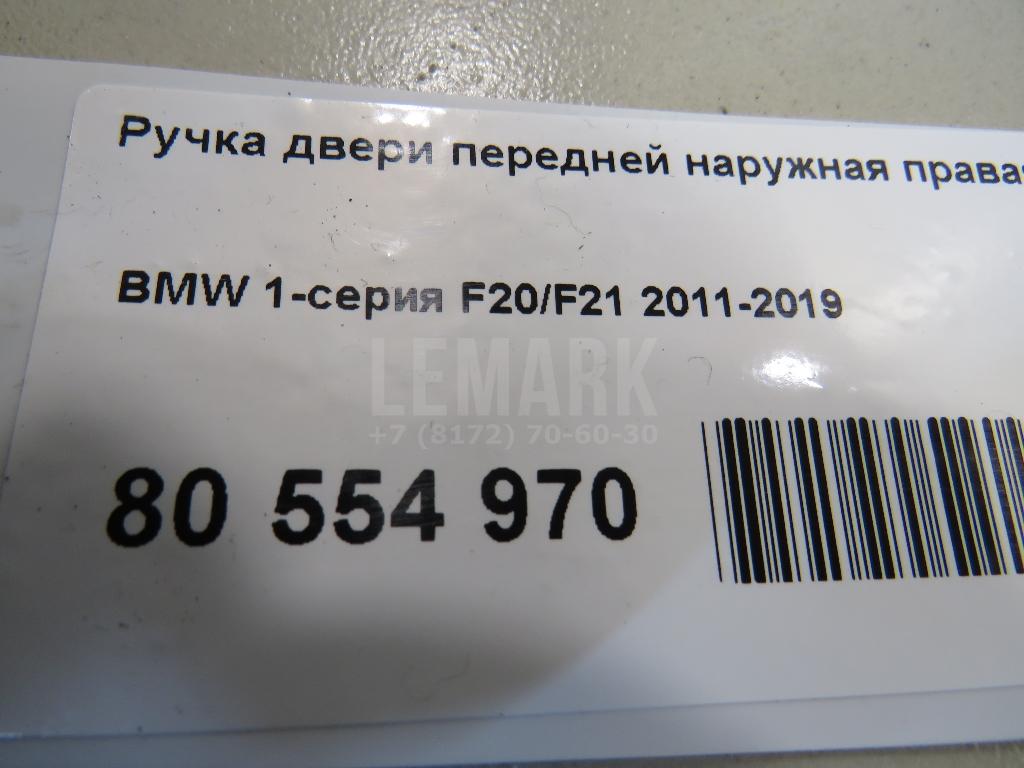 Ручка двери передней наружная правая
BMW 1-серия F20/F21 2011-2019
LEMARK
+7 (8172) 70-60-30
80 554 970